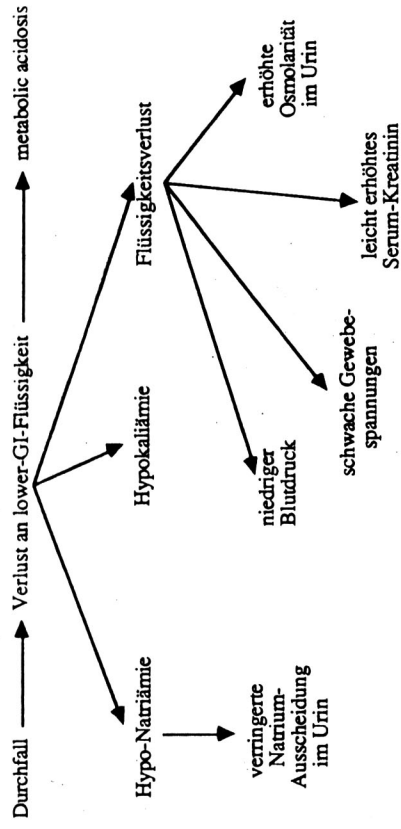 Durchfall
Verlust an lower-GI-Flüssigkeit
metabolic acidosis
Hypo-Natriämie
Hypokaliämie
Flüssigkeitsverlust
verringerte
Natrium-
Ausscheidung
im Urin
niedriger
Blutdruck
schwache Gewebe-
spannungen
leicht erhöhtes
Serum-Kreatinin
erhöhte
Osmolarität
im Urin